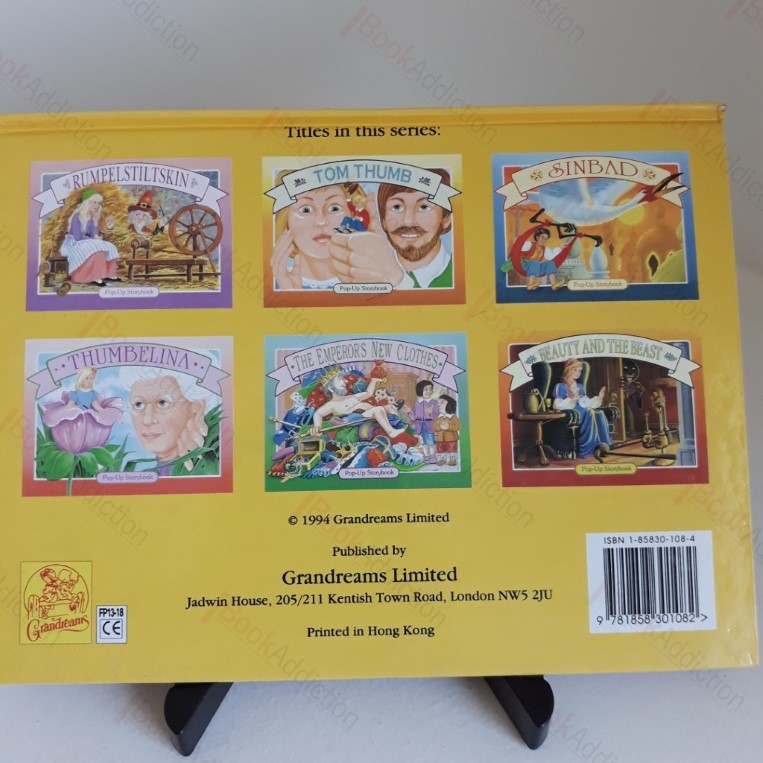 Titles in this series:
RUMPELSTILTSKIN
Pop-Up Storybook
TOM THUMB
Pop-Up Storybook
SINBAD
Pop-Up Storybook
THUMBELINA
Pop-Up Storybook
THE EMPEROR'S NEW CLOTHES
Pop-Up Storybook
BEAUTY AND THE BEAST
Pop-Up Storybook
© 1994 Grandreams Limited
Published by
Grandreams Limited
Jadwin House, 205/211 Kentish Town Road, London NW5 2JU
Printed in Hong Kong
Grandreams
FP13-18
CE
ISBN 1-85830-108-4
9 781858 301082 >
BookAddiction